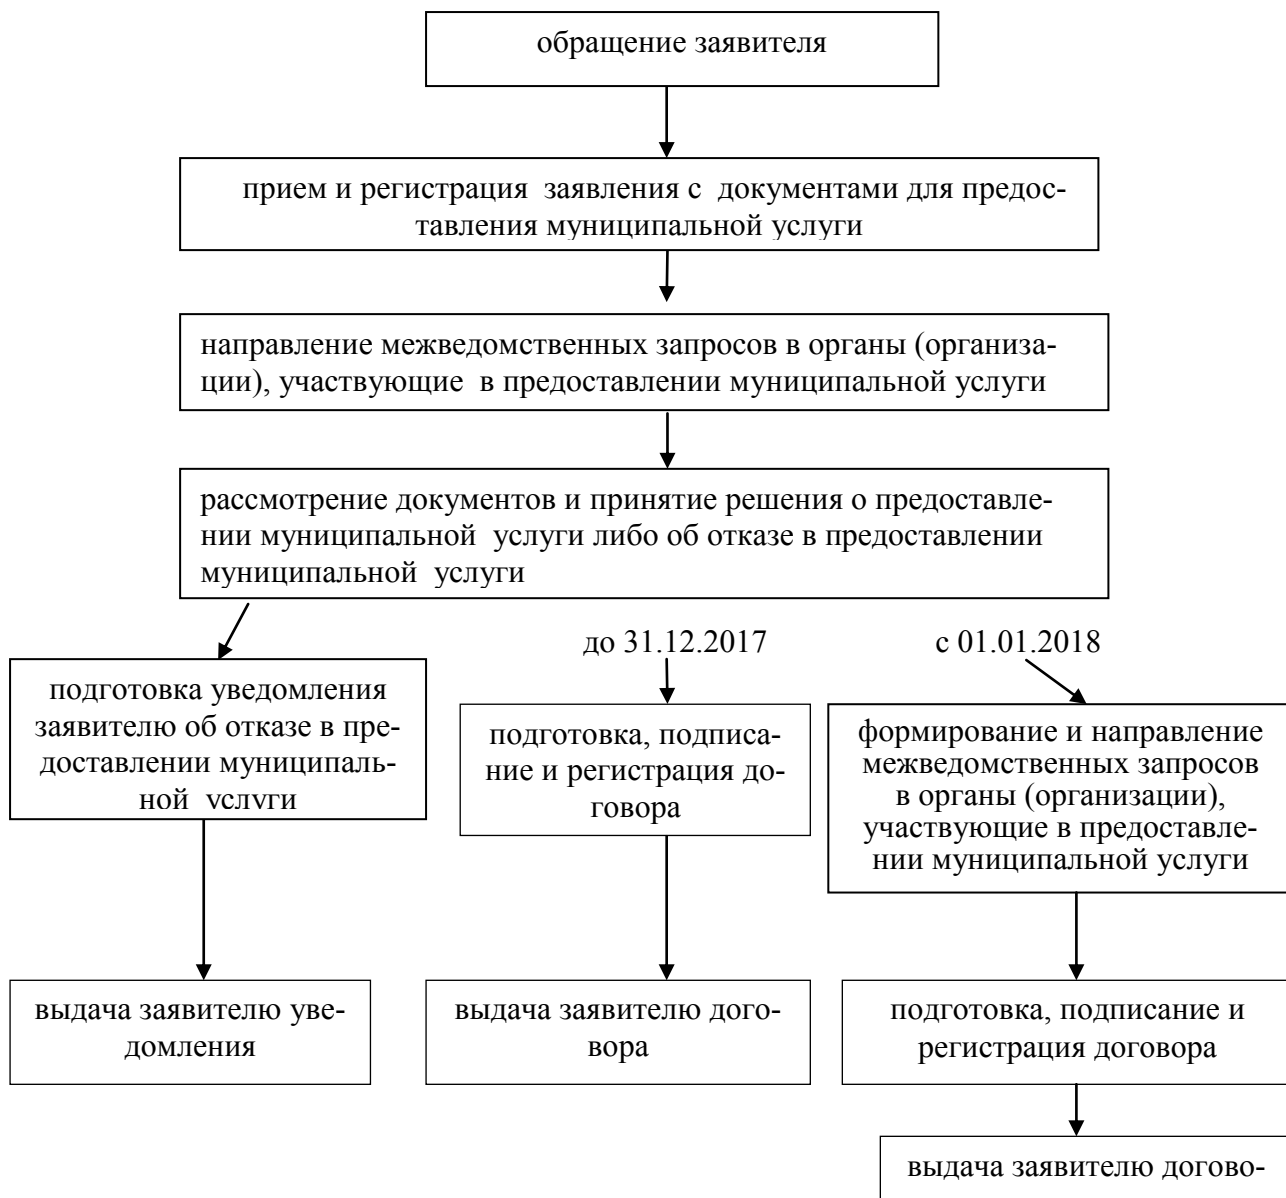 обращение заявителя
прием и регистрация заявления с документами для предос-
тавления муниципальной услуги
направление межведомственных запросов в органы (организа-
ции), участвующие в предоставлении муниципальной услуги
рассмотрение документов и принятие решения о предоставле-
нии муниципальной услуги либо об отказе в предоставлении
муниципальной услуги
до 31.12.2017
с 01.01.2018
подготовка уведомления
заявителю об отказе в пре-
доставлении муниципаль-
ной услуги
подготовка, подписа-
ние и регистрация до-
говора
формирование и направление
межведомственных запросов
в органы (организации),
участвующие в предоставле-
нии муниципальной услуги
выдача заявителю уве-
домления
выдача заявителю дого-
вора
подготовка, подписание и
регистрация договора
выдача заявителю догово-